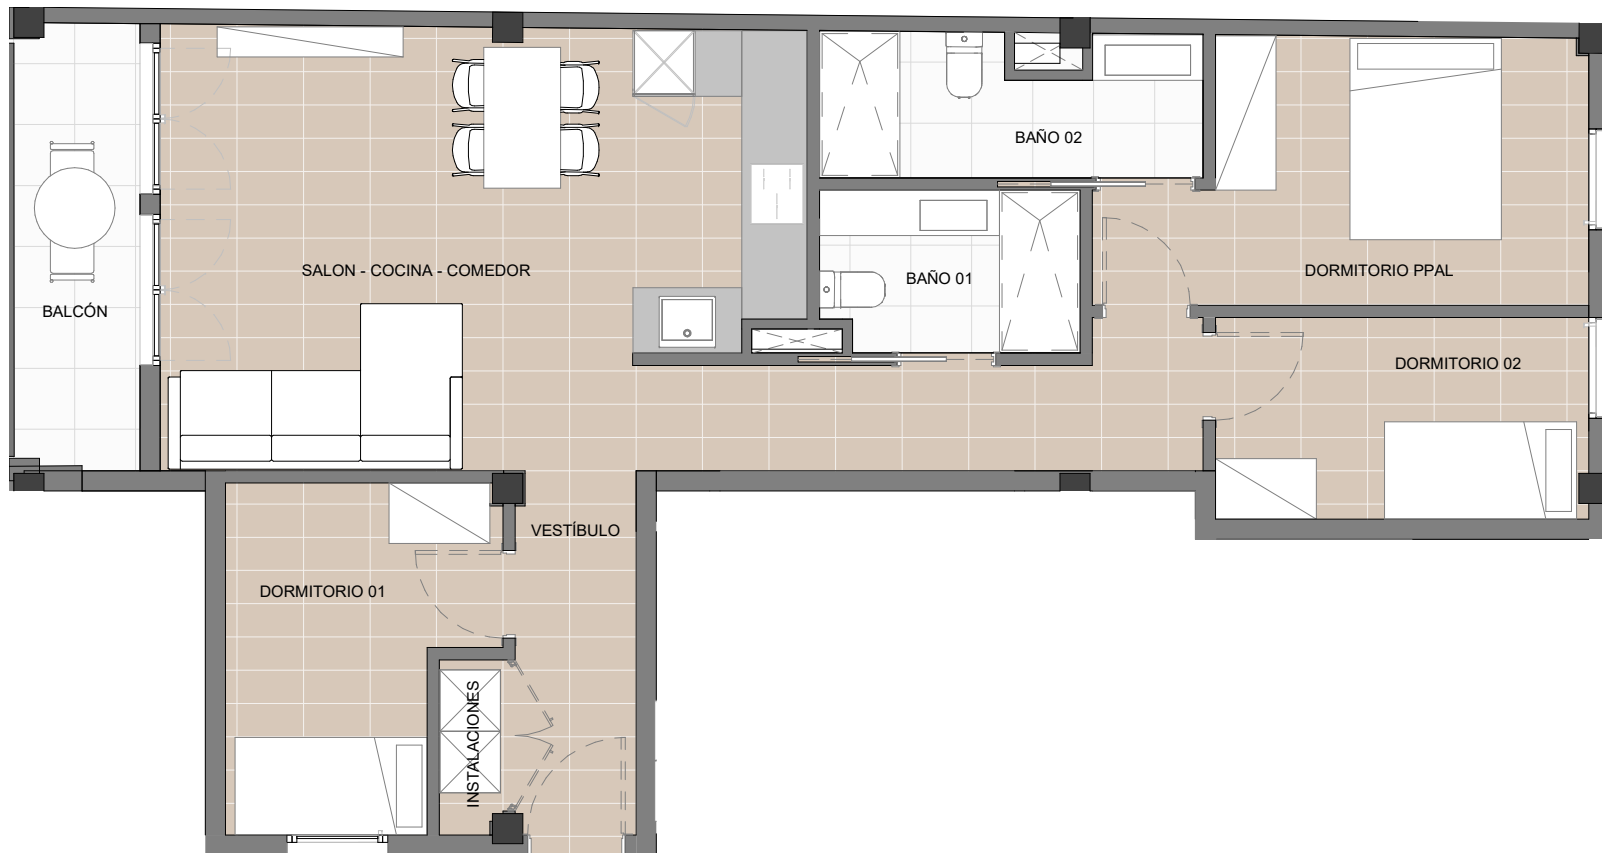 BAÑO 02
SALON - COCINA - COMEDOR
BAÑO 01
DORMITORIO PPAL
BALCÓN
DORMITORIO 02
VESTÍBULO
DORMITORIO 01
INSTALACIONES